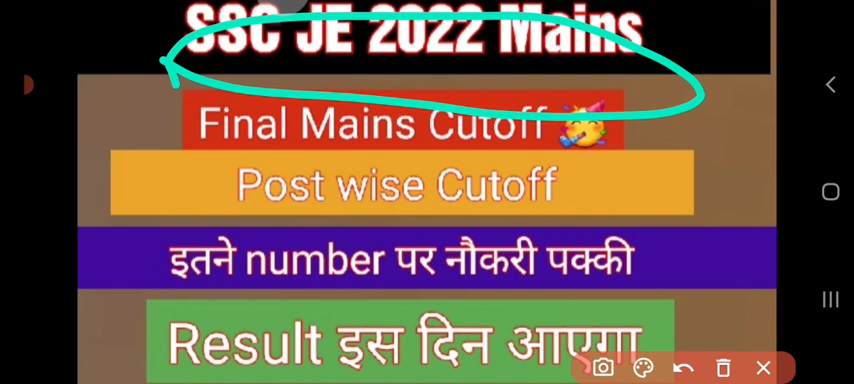 SSC JE 2022 Mains
Final Mains Cutoff
Post wise Cutoff
इतने number पर नौकरी पक्की
Result इस दिन आएगा